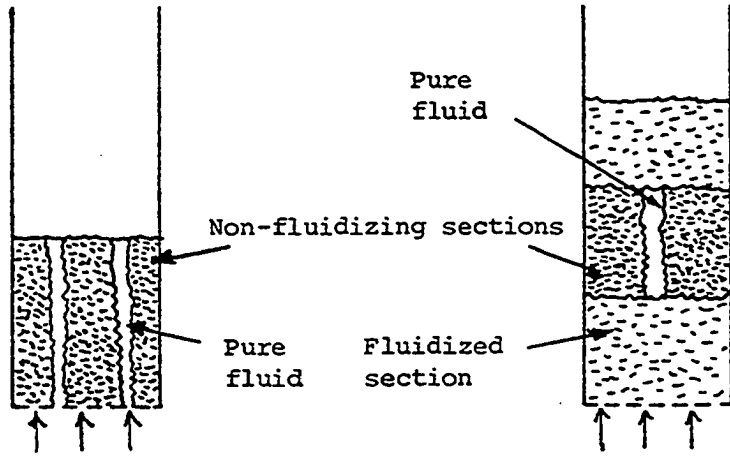 Pure
fluid
Non-fluidizing sections
Pure
fluid
Fluidized
section